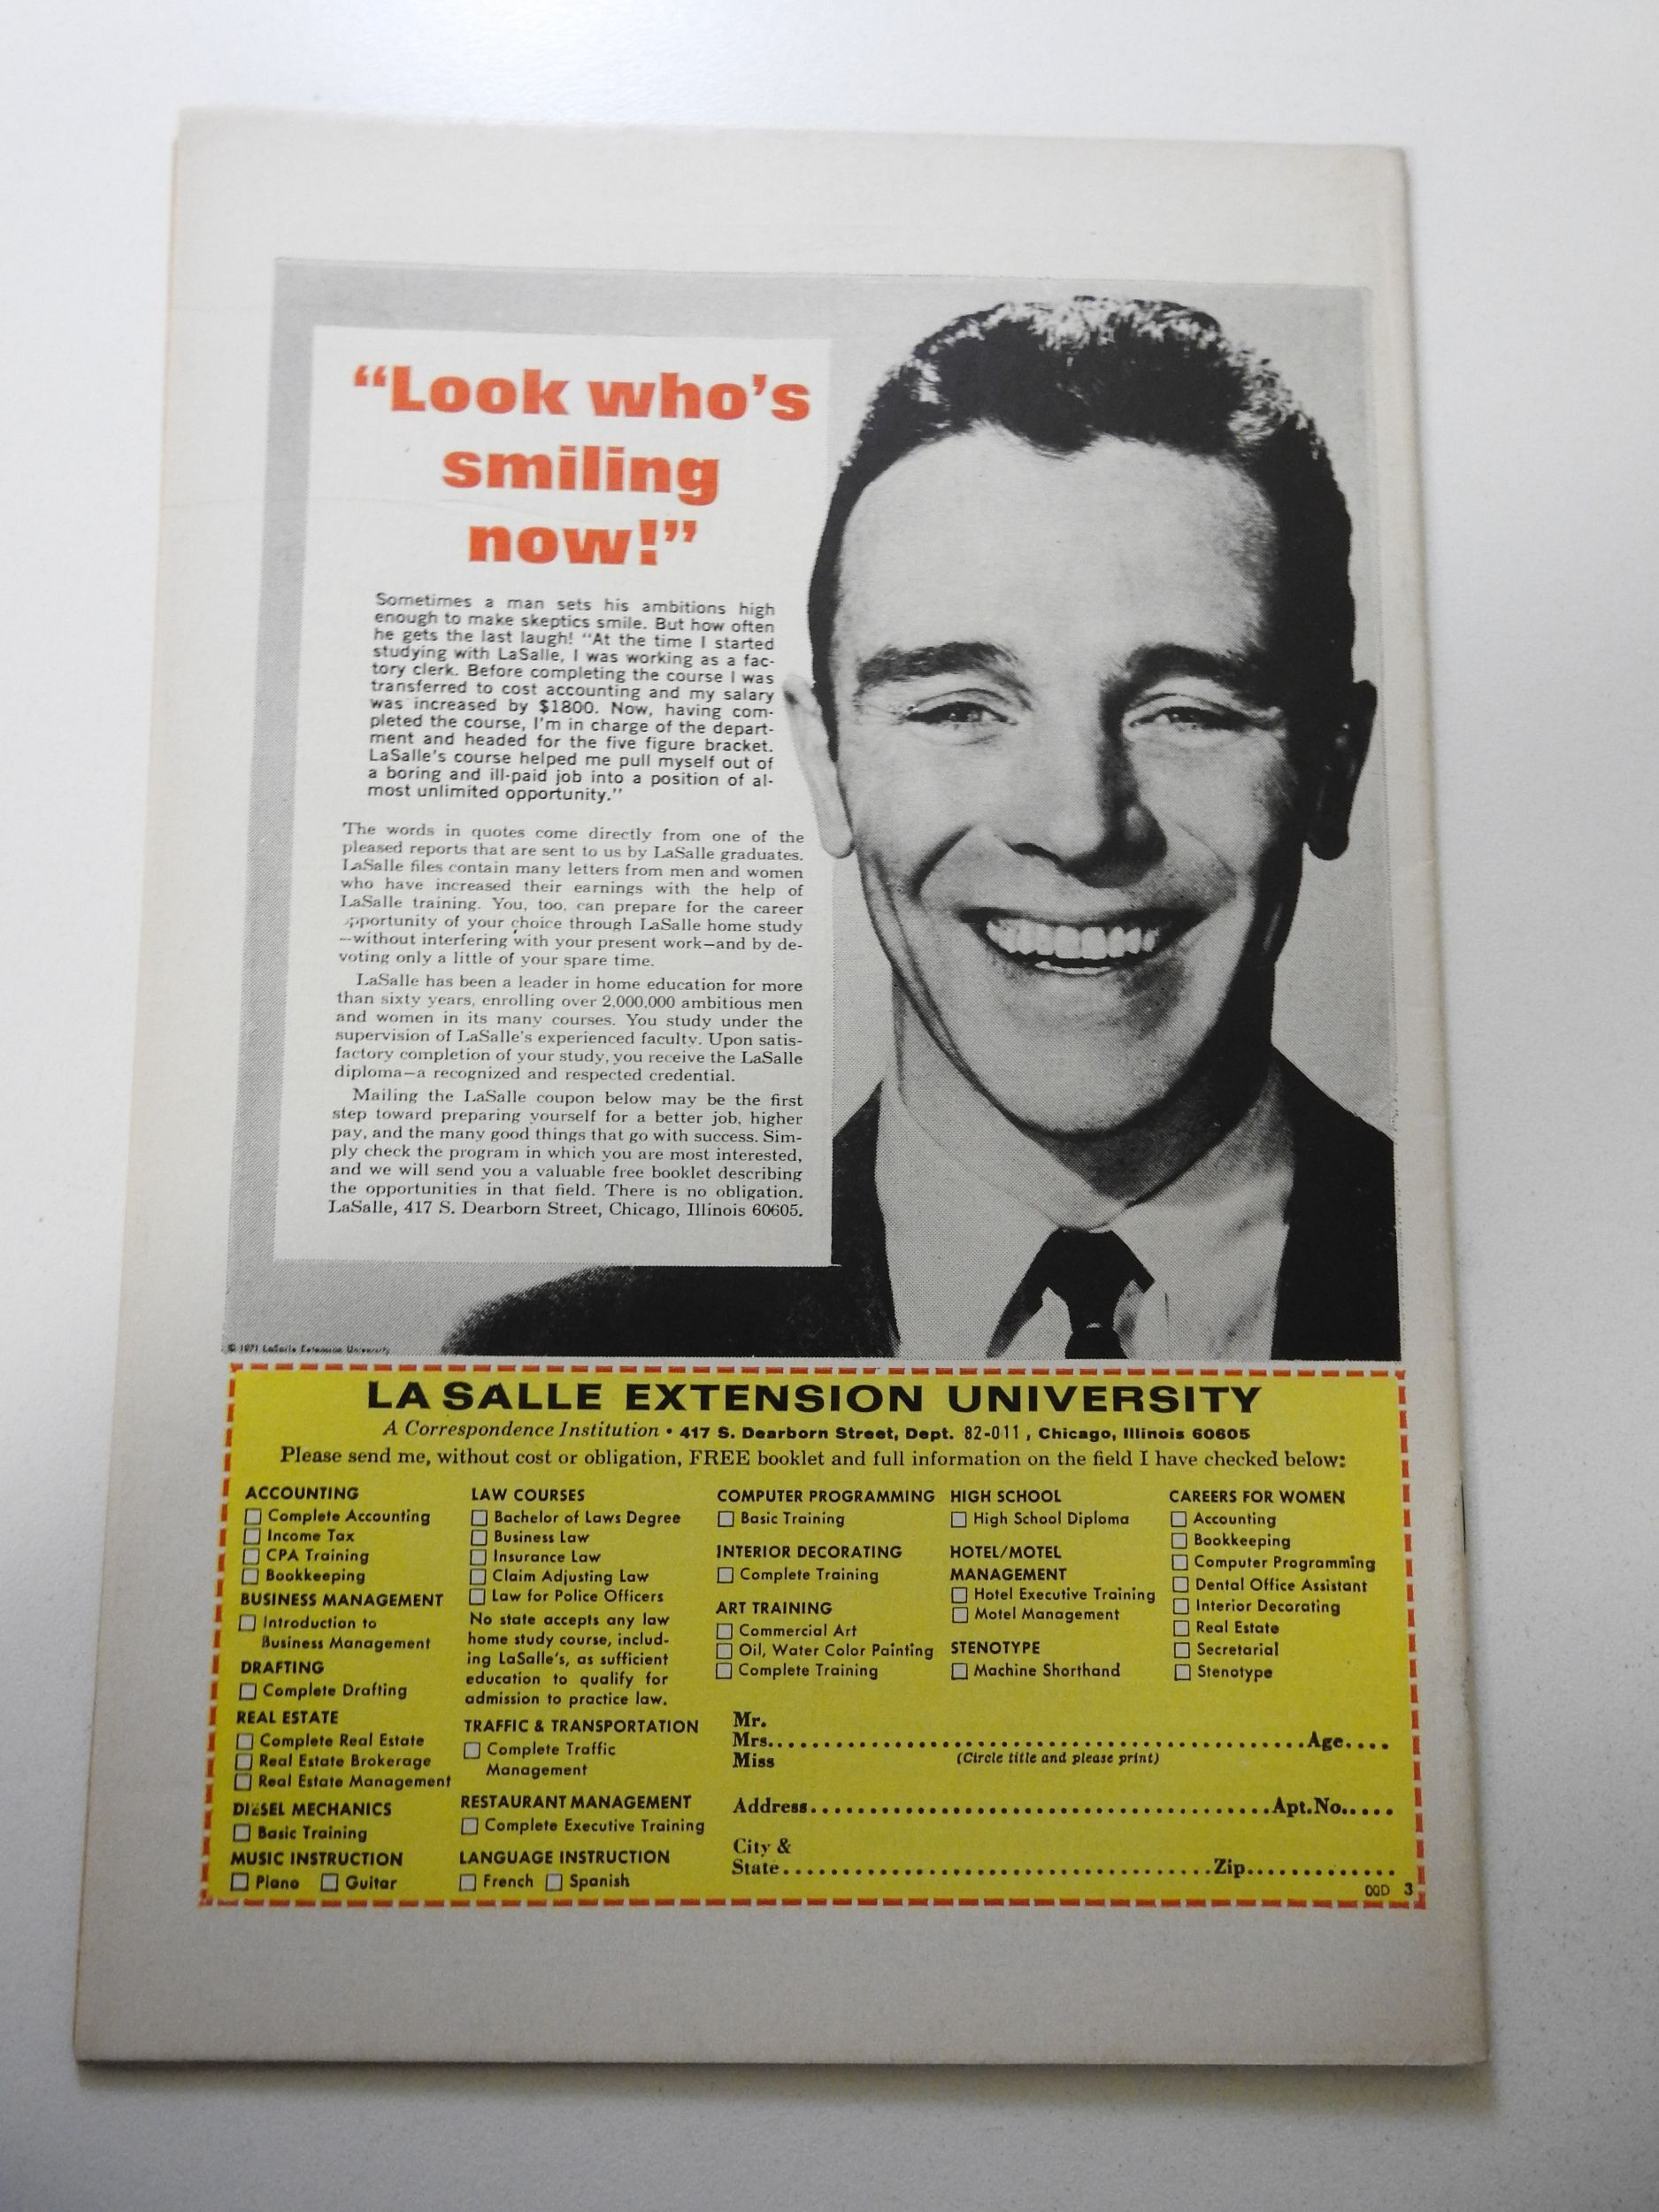 “Look who’s
smiling
now!”
Sometimes a man sets his ambitions high
enough to make skeptics smile. But how often
he gets the last laugh! “At the time I started
studying with LaSalle, I was working as a fac-
tory clerk. Before completing the course I was
transferred to cost accounting and my salary
was increased by $1800. Now, having com-
pleted the course, I’m in charge of the depart-
ment and headed for the five figure bracket.
LaSalle’s course helped me pull myself out of
a boring and ill-paid job into a position of al-
most unlimited opportunity.”
The words in quotes come directly from one of the
pleased reports that are sent to us by LaSalle graduates.
LaSalle files contain many letters from men and women
who have increased their earnings with the help of
LaSalle training. You, too, can prepare for the career
opportunity of your choice through LaSalle home study
—without interfering with your present work—and by de-
voting only a little of your spare time.
LaSalle has been a leader in home education for more
than sixty years, enrolling over 2,000,000 ambitious men
and women in its many courses. You study under the
supervision of LaSalle’s experienced faculty. Upon satis-
factory completion of your study, you receive the LaSalle
diploma—a recognized and respected credential.
Mailing the LaSalle coupon below may be the first
step toward preparing yourself for a better job, higher
pay, and the many good things that go with success. Sim-
ply check the program in which you are most interested,
and we will send you a valuable free booklet describing
the opportunities in that field. There is no obligation.
LaSalle, 417 S. Dearborn Street, Chicago, Illinois 60605.
© 1971 LaSalle Extension University
LA SALLE EXTENSION UNIVERSITY
A Correspondence Institution • 417 S. Dearborn Street, Dept. 82-011, Chicago, Illinois 60605
Please send me, without cost or obligation, FREE booklet and full information on the field I have checked below:
ACCOUNTING
Complete Accounting
Income Tax
CPA Training
Bookkeeping
BUSINESS MANAGEMENT
Introduction to
Business Management
DRAFTING
Complete Drafting
REAL ESTATE
Complete Real Estate
Real Estate Brokerage
Real Estate Management
DIESEL MECHANICS
Basic Training
MUSIC INSTRUCTION
Piano Guitar
LAW COURSES
Bachelor of Laws Degree
Business Law
Insurance Law
Claim Adjusting Law
Law for Police Officers
No state accepts any law
home study course, includ-
ing LaSalle’s, as sufficient
education to qualify for
admission to practice law.
TRAFFIC & TRANSPORTATION
Complete Traffic
Management
RESTAURANT MANAGEMENT
Complete Executive Training
LANGUAGE INSTRUCTION
French Spanish
COMPUTER PROGRAMMING
Basic Training
INTERIOR DECORATING
Complete Training
ART TRAINING
Commercial Art
Oil, Water Color Painting
Complete Training
HIGH SCHOOL
High School Diploma
HOTEL/MOTEL
MANAGEMENT
Hotel Executive Training
Motel Management
STENOTYPE
Machine Shorthand
CAREERS FOR WOMEN
Accounting
Bookkeeping
Computer Programming
Dental Office Assistant
Interior Decorating
Real Estate
Secretarial
Stenotype
Mr.
Mrs. Age
Miss (Circle title and please print)
Address Apt.No.
City &
State Zip
OOD 3